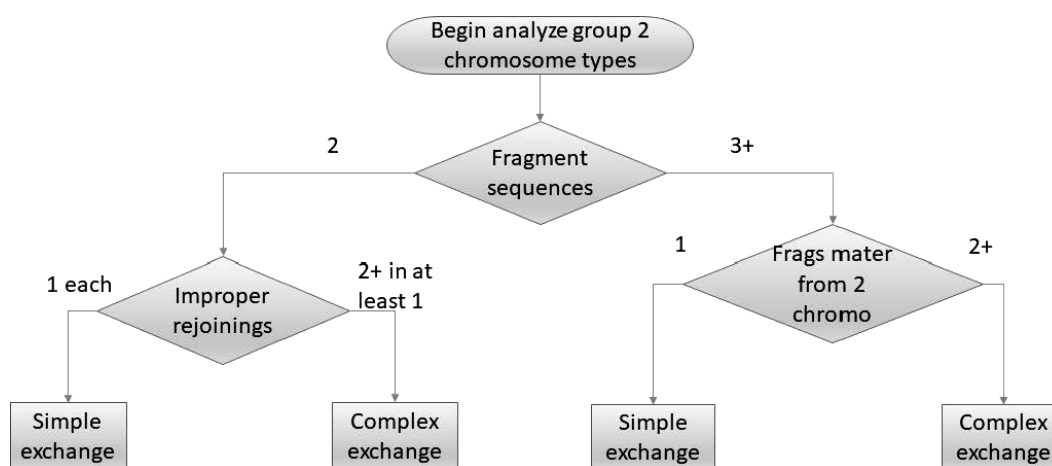 Begin analyze group 2
chromosome types
2
Fragment
sequences
3+
1 each
Improper
rejoinings
2+ in at
least 1
1
Frags mater
from 2
chromo
2+
Simple
exchange
Complex
exchange
Simple
exchange
Complex
exchange